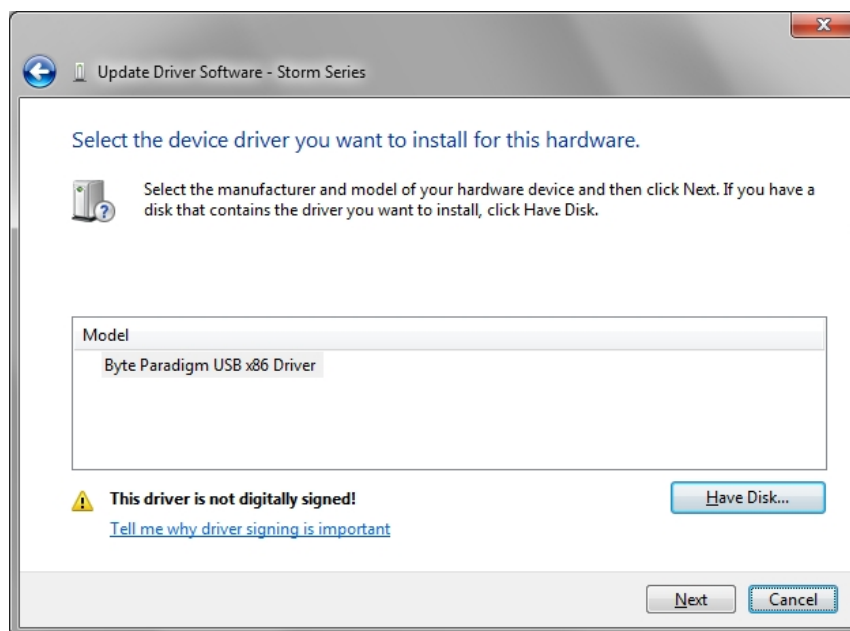 Update Driver Software - Storm Series
Select the device driver you want to install for this hardware.
Select the manufacturer and model of your hardware device and then click Next. If you have a
disk that contains the driver you want to install, click Have Disk.
Model
Byte Paradigm USB x86 Driver
This driver is not digitally signed!
Have Disk...
Tell me why driver signing is important
Next
Cancel